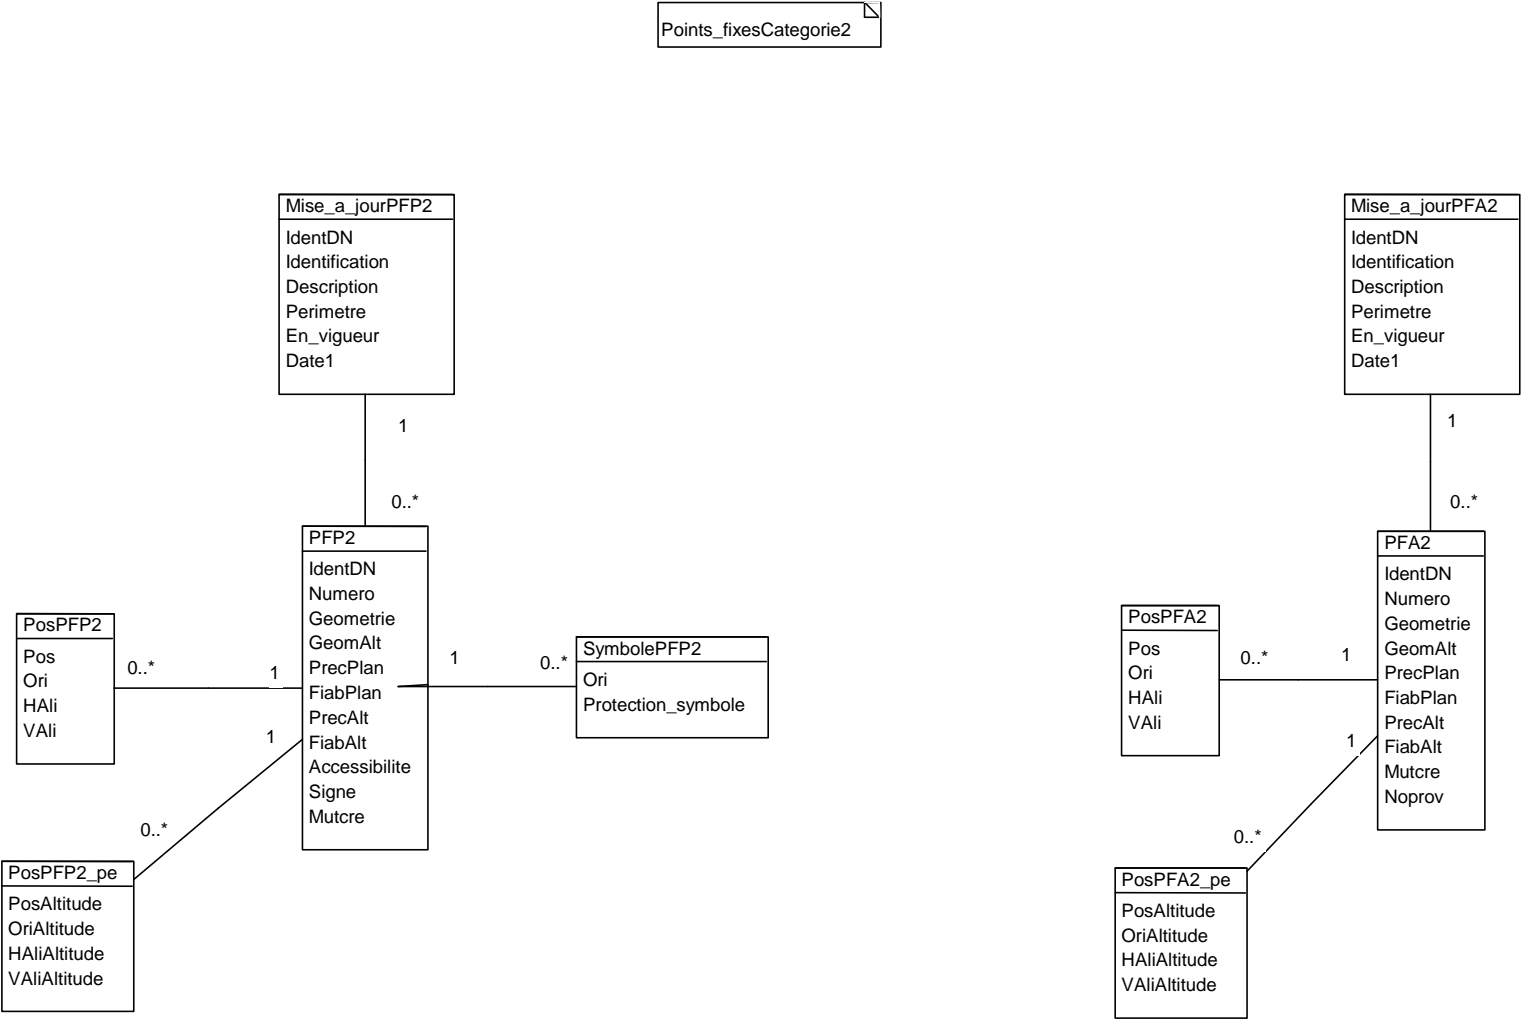 Points_fixesCategorie2
Mise_a_jourPFP2
IdentDN
Identification
Description
Perimetre
En_vigueur
Date1
1
0..*
PFP2
IdentDN
Numero
Geometrie
GeomAlt
PrecPlan
FiabPlan
PrecAlt
FiabAlt
Accessibilite
Signe
Mutcre
PosPFP2
Pos
Ori
HAli
VAli
0..*
1
1
0..*
SymbolePFP2
Ori
Protection_symbole
1
0..*
PosPFP2_pe
PosAltitude
OriAltitude
HAliAltitude
VAliAltitude
Mise_a_jourPFA2
IdentDN
Identification
Description
Perimetre
En_vigueur
Date1
1
0..*
PFA2
IdentDN
Numero
Geometrie
GeomAlt
PrecPlan
FiabPlan
PrecAlt
FiabAlt
Mutcre
Noprov
PosPFA2
Pos
Ori
HAli
VAli
0..*
1
1
0..*
PosPFA2_pe
PosAltitude
OriAltitude
HAliAltitude
VAliAltitude